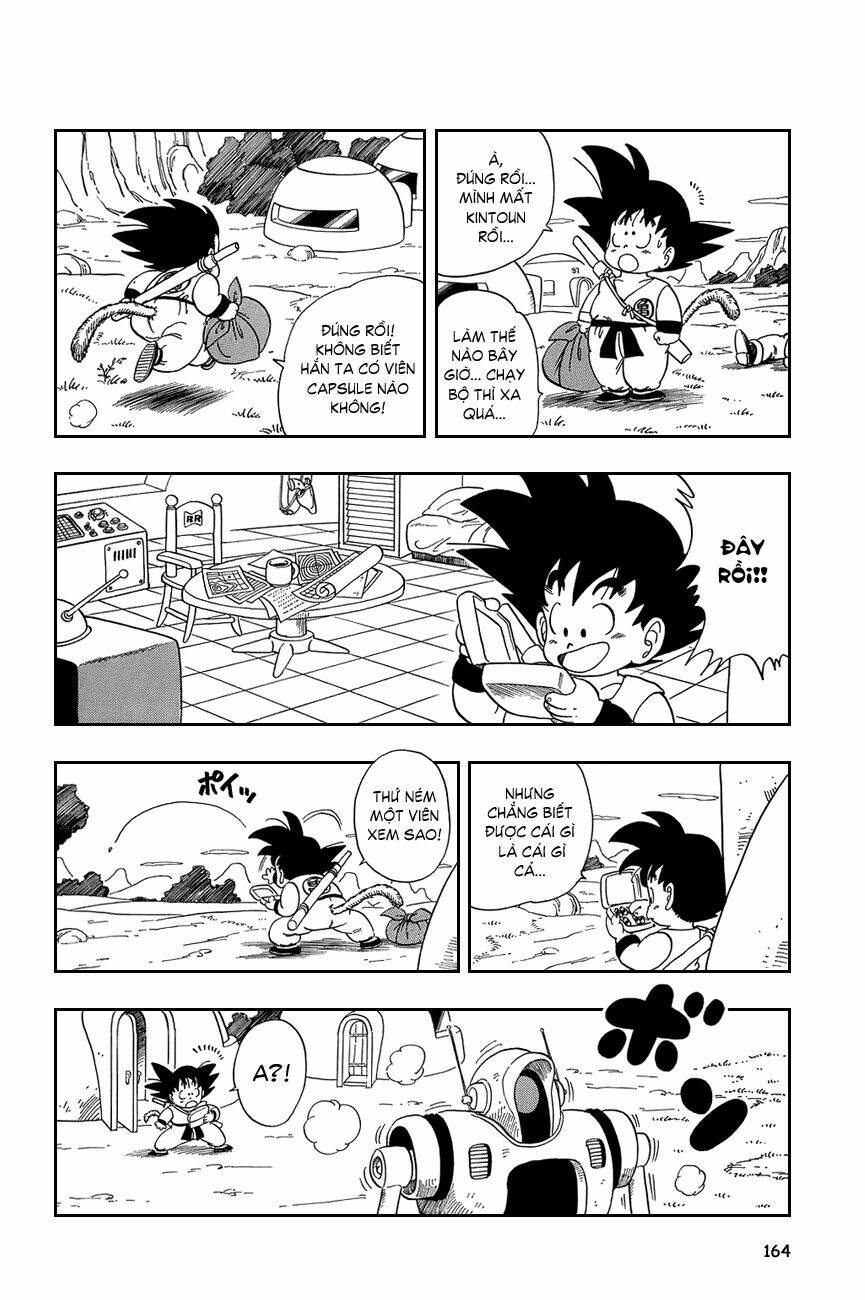 À,
ĐÚNG RỒI...
MÌNH MẤT
KINTOUN
RỒI...
87
LÀM THẾ
NÀO BÂY
GIỜ... CHẠY
BỘ THÌ XA
QUÁ...
ĐÚNG RỒI!
KHÔNG BIẾT
HẮN TA CÓ VIÊN
CAPSULE NÀO
KHÔNG!
RR
ĐÂY
RỒI!!
NHƯNG
CHẲNG BIẾT
ĐƯỢC CÁI GÌ
LÀ CÁI GÌ
CẢ...
THỬ NÉM
MỘT VIÊN
XEM SAO!
ポイッ
ボン
A?!
164